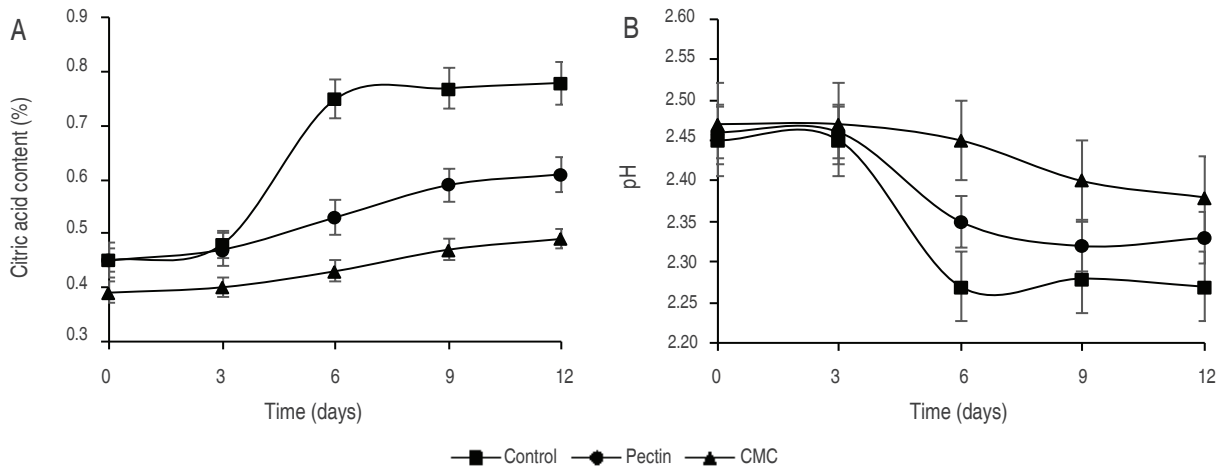 A
Citric acid content (%)
0.9
0.8
0.7
0.6
0.5
0.4
0.3
0 3 6 9 12
Time (days)
B
pH
2.60
2.55
2.50
2.45
2.40
2.35
2.30
2.25
2.20
0 3 6 9 12
Time (days)
Control Pectin CMC